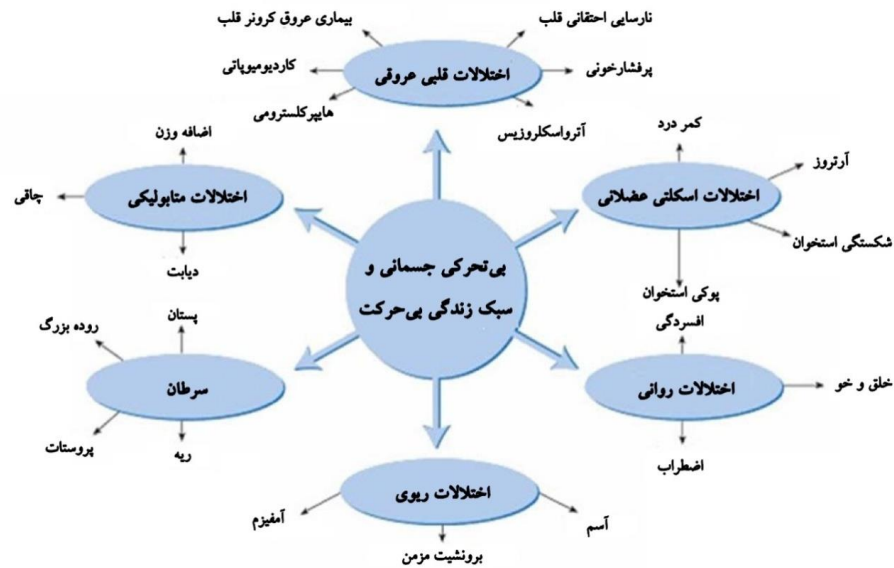 نارسایی احتقانی قلب
بیماری عروق کرونر قلب
اختلالات قلبی عروقی
پرفشارخونی
کاردیومیوپاتی
هایپرکلسترومی
آترواسکلروزیس
کمر درد
آرتروز
اختلالات اسکلتی عضلانی
شکستگی استخوان
پوکی استخوان
اضافه وزن
اختلالات متابولیکی
چاقی
دیابت
بی‌تحرکی جسمانی و
سبک زندگی بی‌حرکت
افسردگی
اختلالات روانی
خلق و خو
اضطراب
پستان
روده بزرگ
سرطان
پروستات
ریه
اختلالات ریوی
آسم
برونشیت مزمن
آمفیزم